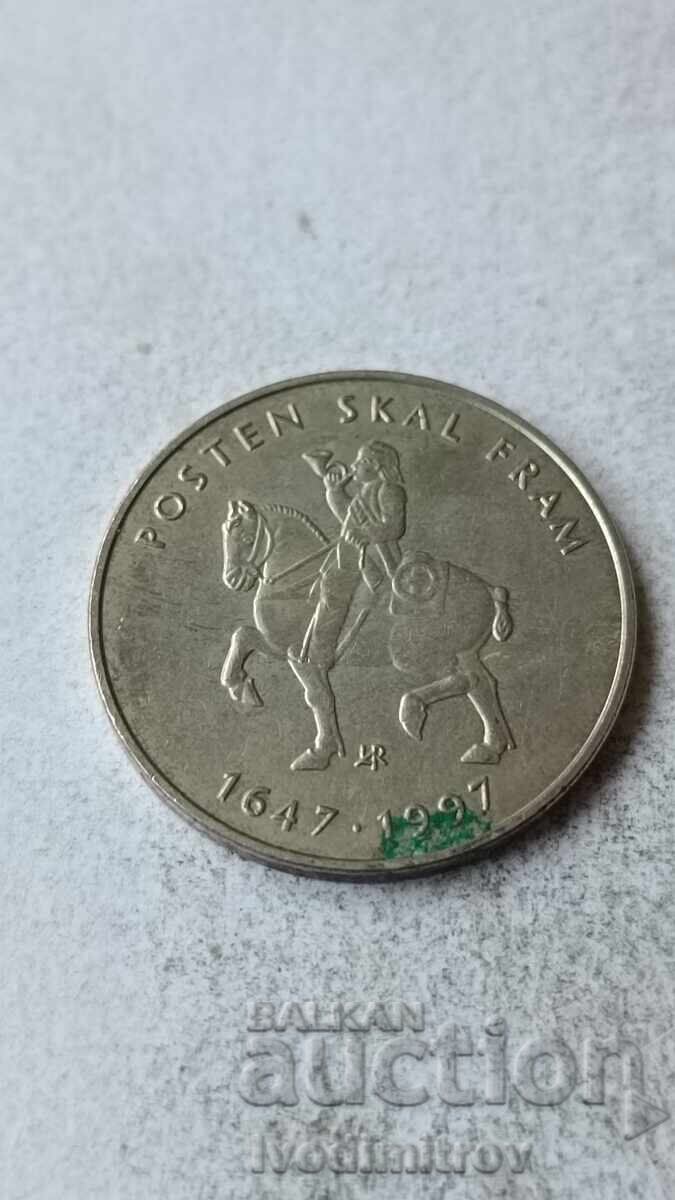 POSTEN SKAL FRAM
1647 · 1997
BALKAN
auction
Ivodimitrov